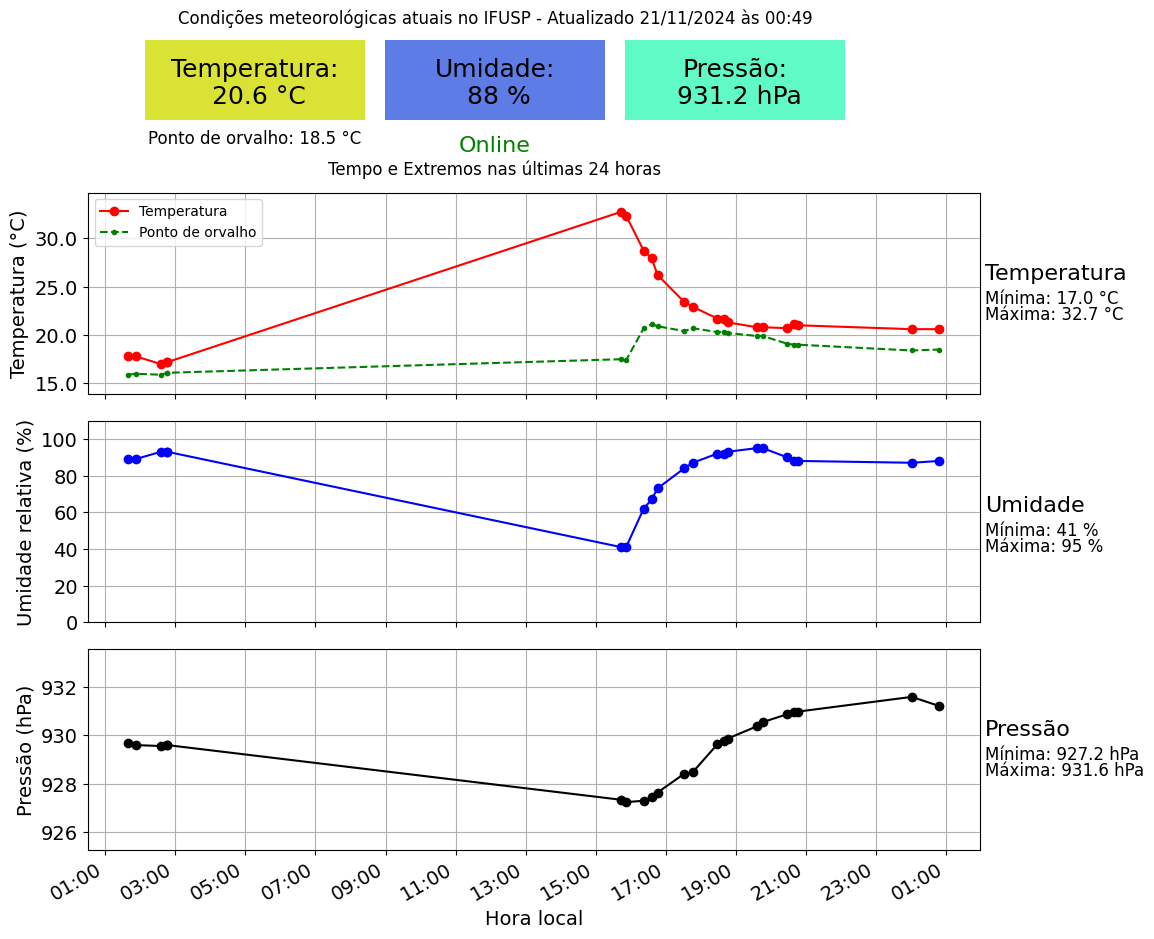 Condições meteorológicas atuais no IFUSP - Atualizado 21/11/2024 às 00:49
Temperatura:
20.6 °C
Umidade:
88 %
Pressão:
931.2 hPa
Ponto de orvalho: 18.5 °C
Online
Tempo e Extremos nas últimas 24 horas
Temperatura (°C)
30.0
25.0
20.0
15.0
Temperatura
Ponto de orvalho
Temperatura
Mínima: 17.0 °C
Máxima: 32.7 °C
Umidade relativa (%)
100
80
60
40
20
0
Umidade
Mínima: 41 %
Máxima: 95 %
Pressão (hPa)
932
930
928
926
Pressão
Mínima: 927.2 hPa
Máxima: 931.6 hPa
01:00 03:00 05:00 07:00 09:00 11:00 13:00 15:00 17:00 19:00 21:00 23:00 01:00
Hora local